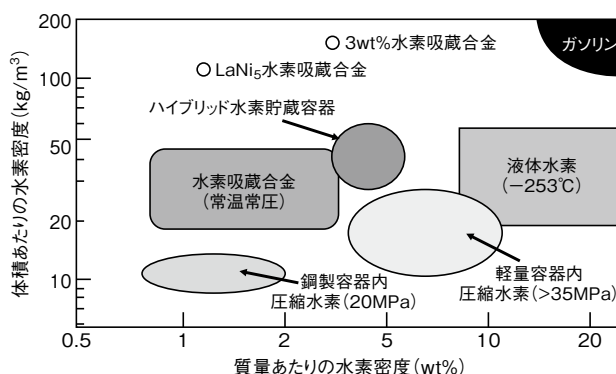 体積あたりの水素密度(kg/m³)
200
100
50
20
10
3wt%水素吸蔵合金
ガソリン
LaNi₅水素吸蔵合金
ハイブリッド水素貯蔵容器
水素吸蔵合金
(常温常圧)
液体水素
(−253℃)
鋼製容器内
圧縮水素(20MPa)
軽量容器内
圧縮水素(>35MPa)
0.5
1
2
5
10
20
質量あたりの水素密度(wt%)